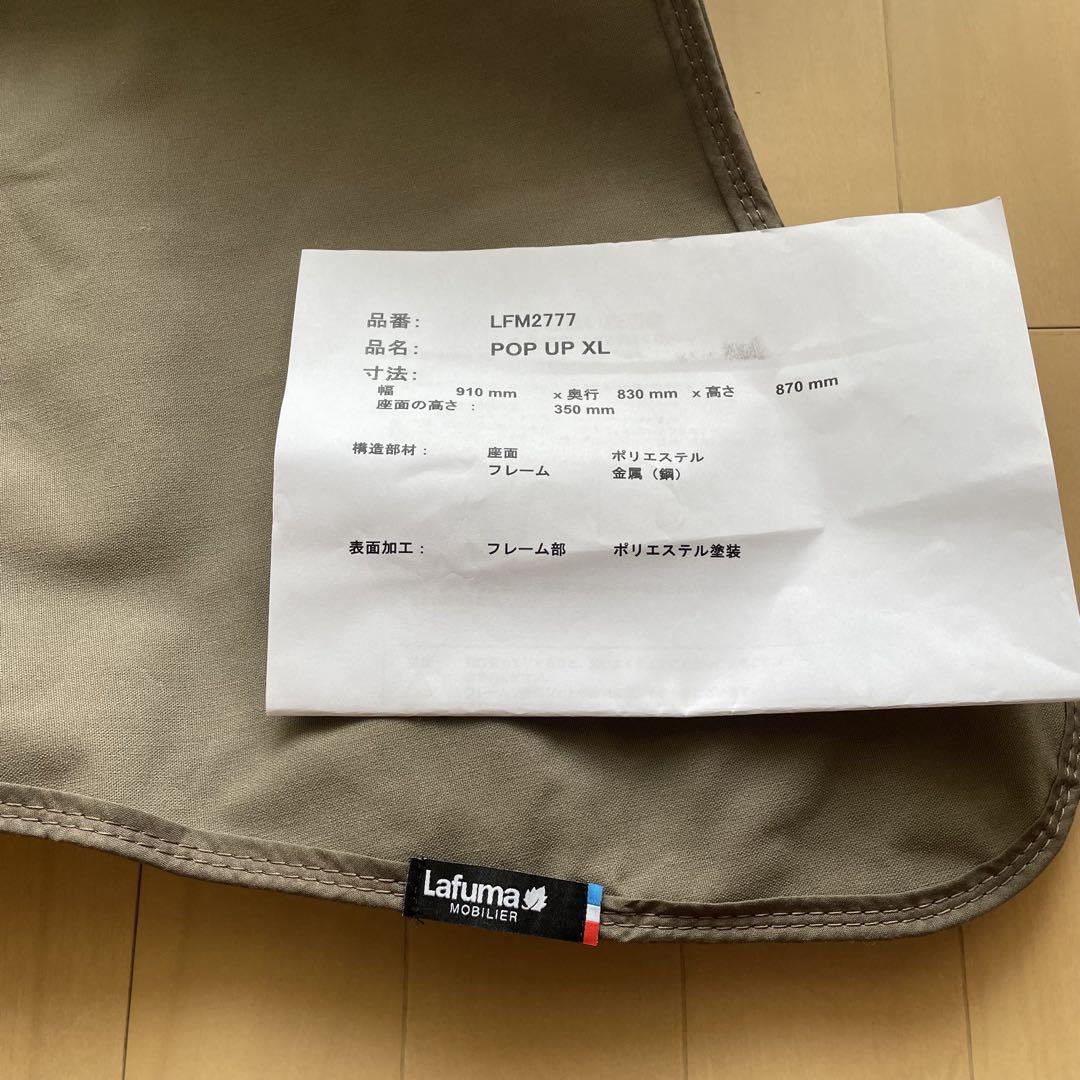 品番: LFM2777
品名: POP UP XL
寸法:
幅 910 mm x 奥行 830 mm x 高さ 870 mm
座面の高さ : 350 mm
構造部材: 座面 ポリエステル
フレーム 金属（鋼）
表面加工: フレーム部 ポリエステル塗装
Lafuma
MOBILIER